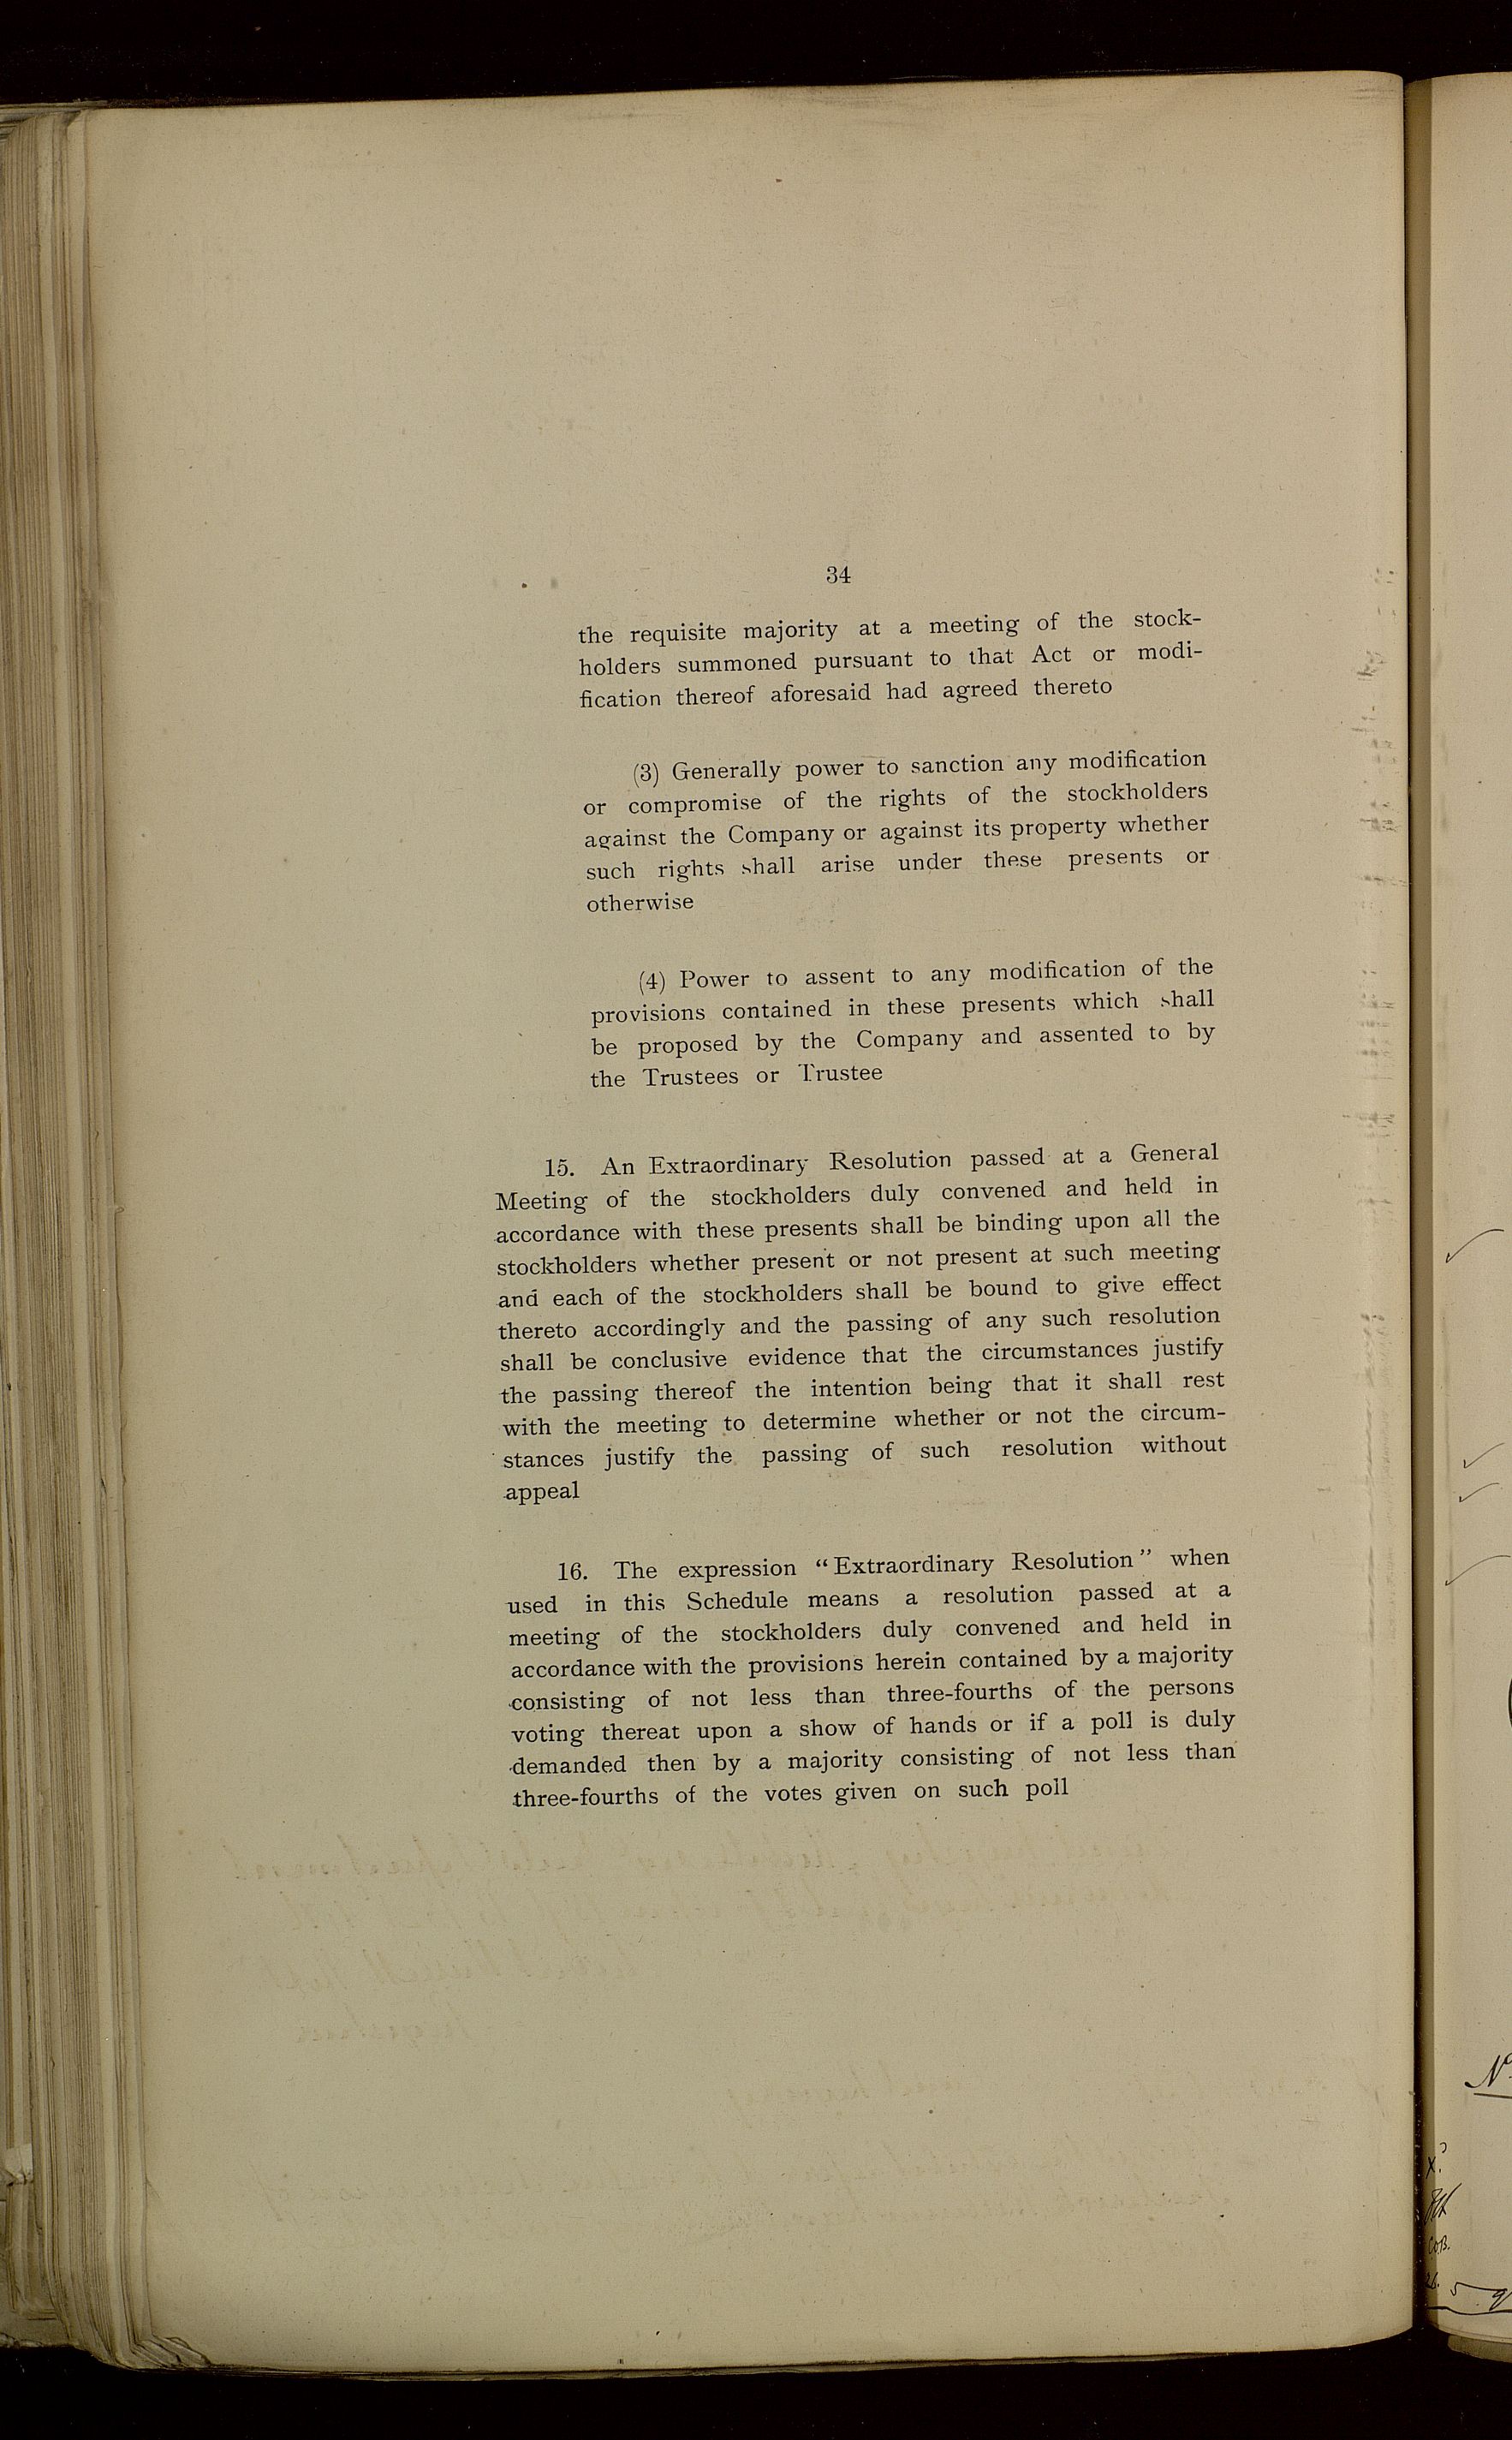 34
the requisite majority at a meeting of the stock-
holders summoned pursuant to that Act or modi-
fication thereof aforesaid had agreed thereto
(3) Generally power to sanction any modification
or compromise of the rights of the stockholders
against the Company or against its property whether
such rights shall arise under these presents or
otherwise
(4) Power to assent to any modification of the
provisions contained in these presents which shall
be proposed by the Company and assented to by
the Trustees or Trustee
15. An Extraordinary Resolution passed at a General
Meeting of the stockholders duly convened and held in
accordance with these presents shall be binding upon all the
stockholders whether present or not present at such meeting
and each of the stockholders shall be bound to give effect
thereto accordingly and the passing of any such resolution
shall be conclusive evidence that the circumstances justify
the passing thereof the intention being that it shall rest
with the meeting to determine whether or not the circum-
stances justify the passing of such resolution without
appeal
16. The expression “Extraordinary Resolution” when
used in this Schedule means a resolution passed at a
meeting of the stockholders duly convened and held in
accordance with the provisions herein contained by a majority
consisting of not less than three-fourths of the persons
voting thereat upon a show of hands or if a poll is duly
demanded then by a majority consisting of not less than
three-fourths of the votes given on such poll